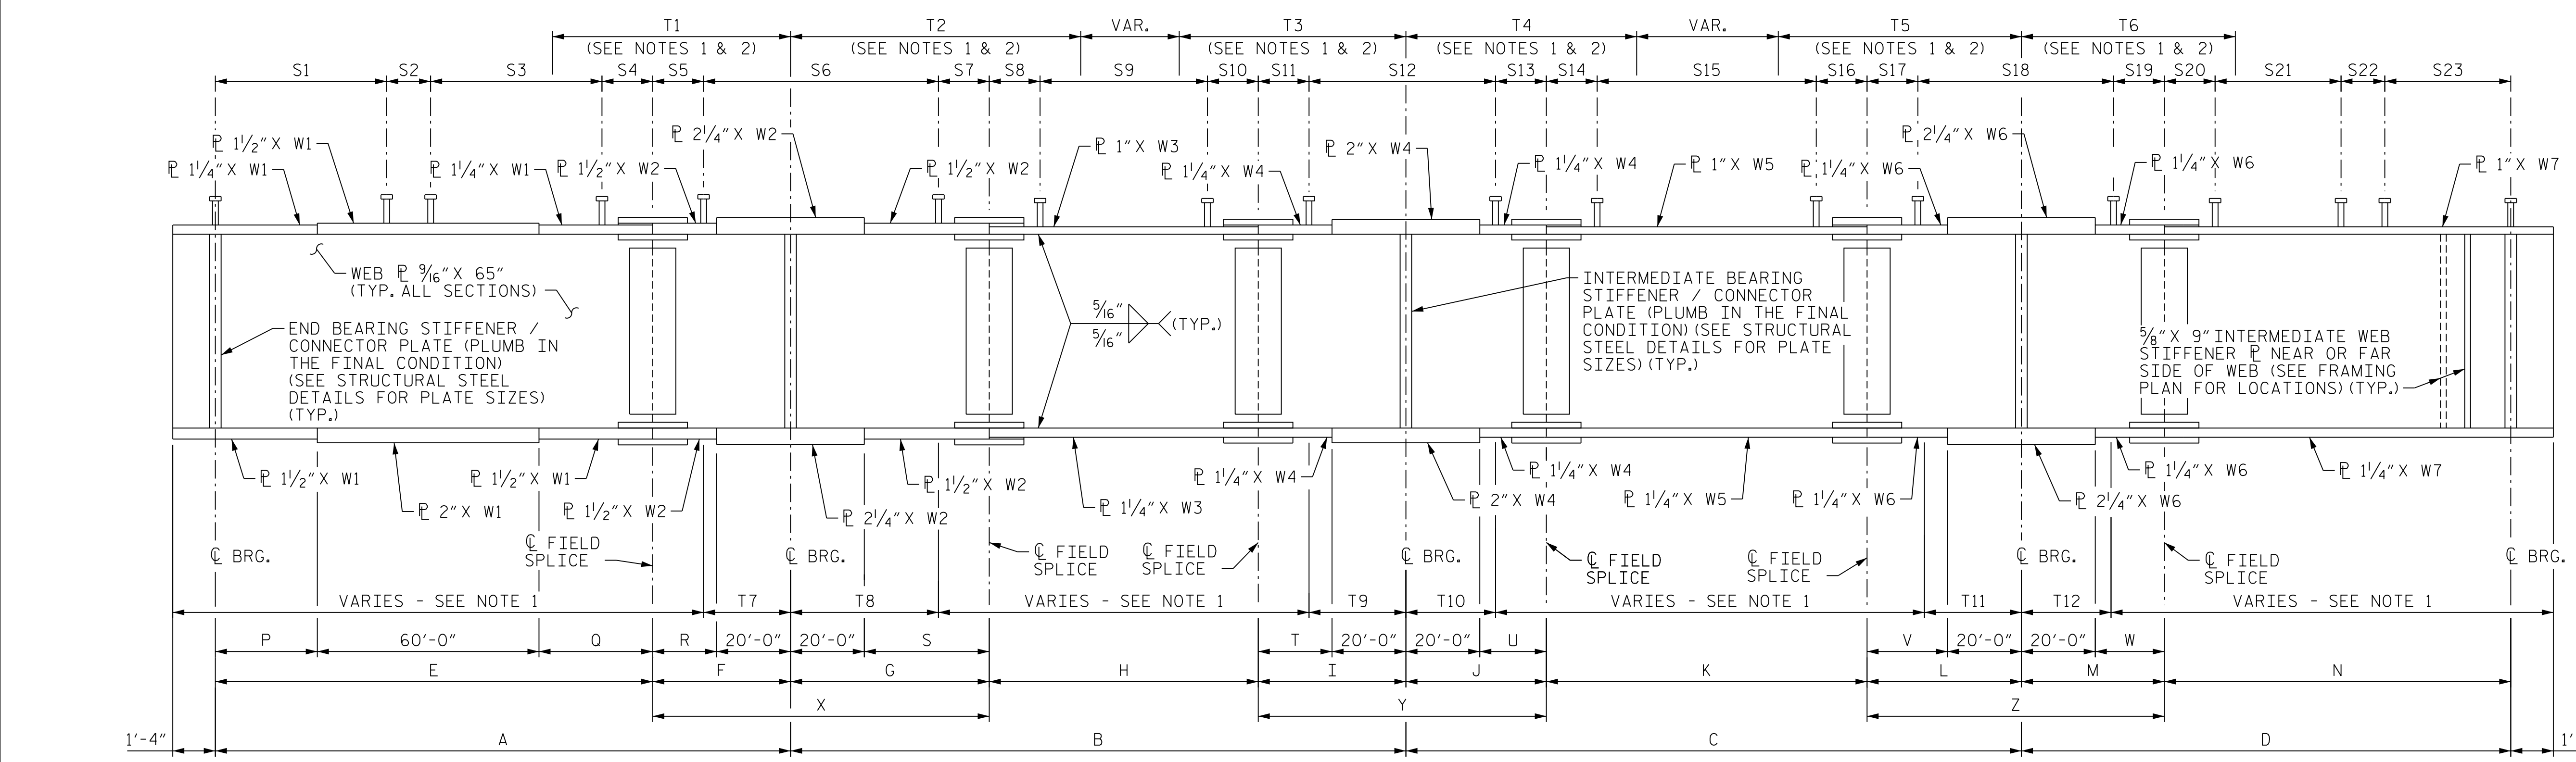 T1 T2 VAR. T3 T4 VAR. T5 T6
(SEE NOTES 1 & 2) (SEE NOTES 1 & 2) (SEE NOTES 1 & 2) (SEE NOTES 1 & 2) (SEE NOTES 1 & 2) (SEE NOTES 1 & 2)
S1 S2 S3 S4 S5 S6 S7 S8 S9 S10 S11 S12 S13 S14 S15 S16 S17 S18 S19 S20 S21 S22 S23
℄ 1½" X W1
℄ 1¼" X W1
℄ 1¼" X W1
℄ 1½" X W2
℄ 2¼" X W2
℄ 1½" X W2
℄ 1" X W3
℄ 1¼" X W4
℄ 2" X W4
℄ 1¼" X W4
℄ 1" X W5
℄ 1¼" X W6
℄ 2¼" X W6
℄ 1¼" X W6
℄ 1" X W7
WEB ℄ 9/16" X 65"
(TYP. ALL SECTIONS)
END BEARING STIFFENER /
CONNECTOR PLATE (PLUMB IN
THE FINAL CONDITION)
(SEE STRUCTURAL STEEL
DETAILS FOR PLATE SIZES)
(TYP.)
5/16"
5/16"
(TYP.)
INTERMEDIATE BEARING
STIFFENER / CONNECTOR
PLATE (PLUMB IN THE FINAL
CONDITION) (SEE STRUCTURAL
STEEL DETAILS FOR PLATE
SIZES) (TYP.)
5/8" X 9" INTERMEDIATE WEB
STIFFENER ℄ NEAR OR FAR
SIDE OF WEB (SEE FRAMING
PLAN FOR LOCATIONS) (TYP.)
℄ 1½" X W1
℄ 2" X W1
℄ 1½" X W1
℄ 1½" X W2
℄ 2¼" X W2
℄ 1½" X W2
℄ 1¼" X W3
℄ 1¼" X W4
℄ 2" X W4
℄ 1¼" X W4
℄ 1¼" X W5
℄ 1¼" X W6
℄ 2¼" X W6
℄ 1¼" X W6
℄ 1¼" X W7
℄ BRG.
℄ FIELD
SPLICE
℄ BRG.
℄ FIELD
SPLICE
℄ FIELD
SPLICE
℄ BRG.
℄ FIELD
SPLICE
℄ FIELD
SPLICE
℄ BRG.
℄ FIELD
SPLICE
℄ BRG.
VARIES - SEE NOTE 1 T7 T8 VARIES - SEE NOTE 1 T9 T10 VARIES - SEE NOTE 1 T11 T12 VARIES - SEE NOTE 1
P 60'-0" Q R 20'-0" 20'-0" S T 20'-0" 20'-0" U V 20'-0" 20'-0" W
E F G H I J K L M N
X Y Z
1'-4" A B C D 1'